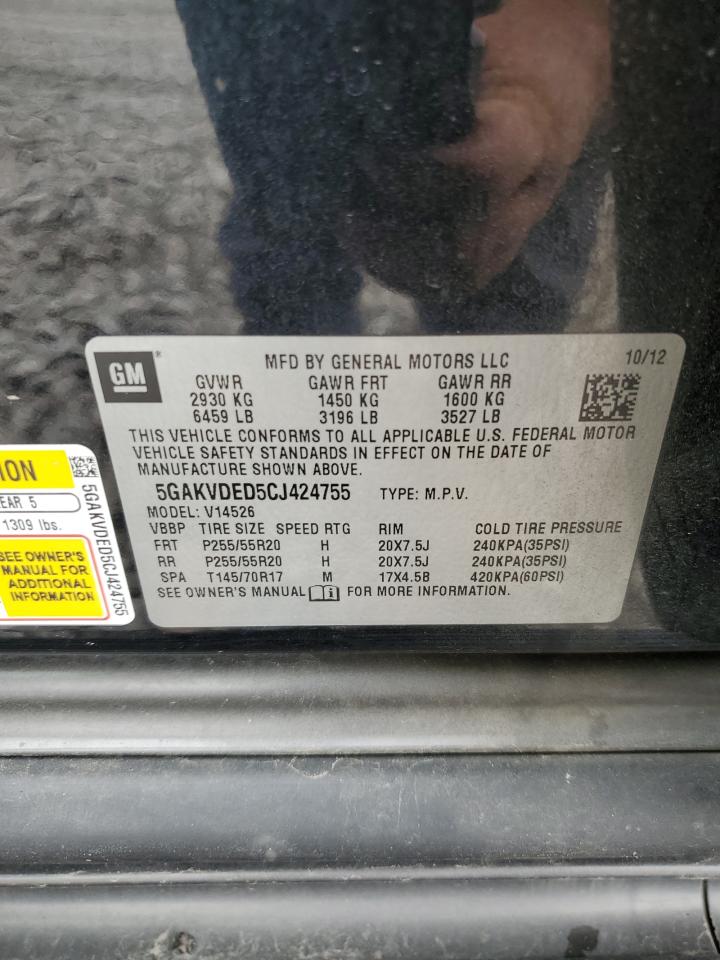 GM
MFD BY GENERAL MOTORS LLC 10/12
GVWR GAWR FRT GAWR RR
2930 KG 1450 KG 1600 KG
6459 LB 3196 LB 3527 LB
THIS VEHICLE CONFORMS TO ALL APPLICABLE U.S. FEDERAL MOTOR
VEHICLE SAFETY STANDARDS IN EFFECT ON THE DATE OF
MANUFACTURE SHOWN ABOVE.
5GAKVDED5CJ424755 TYPE: M.P.V.
MODEL: V14526
VBBP TIRE SIZE SPEED RTG RIM COLD TIRE PRESSURE
FRT P255/55R20 H 20X7.5J 240KPA(35PSI)
RR P255/55R20 H 20X7.5J 240KPA(35PSI)
SPA T145/70R17 M 17X4.5B 420KPA(60PSI)
SEE OWNER'S MANUAL FOR MORE INFORMATION.
ION
EAR 5
1309 lbs.
SEE OWNER'S
MANUAL FOR
ADDITIONAL
INFORMATION
5GAKVDED5CJ424755